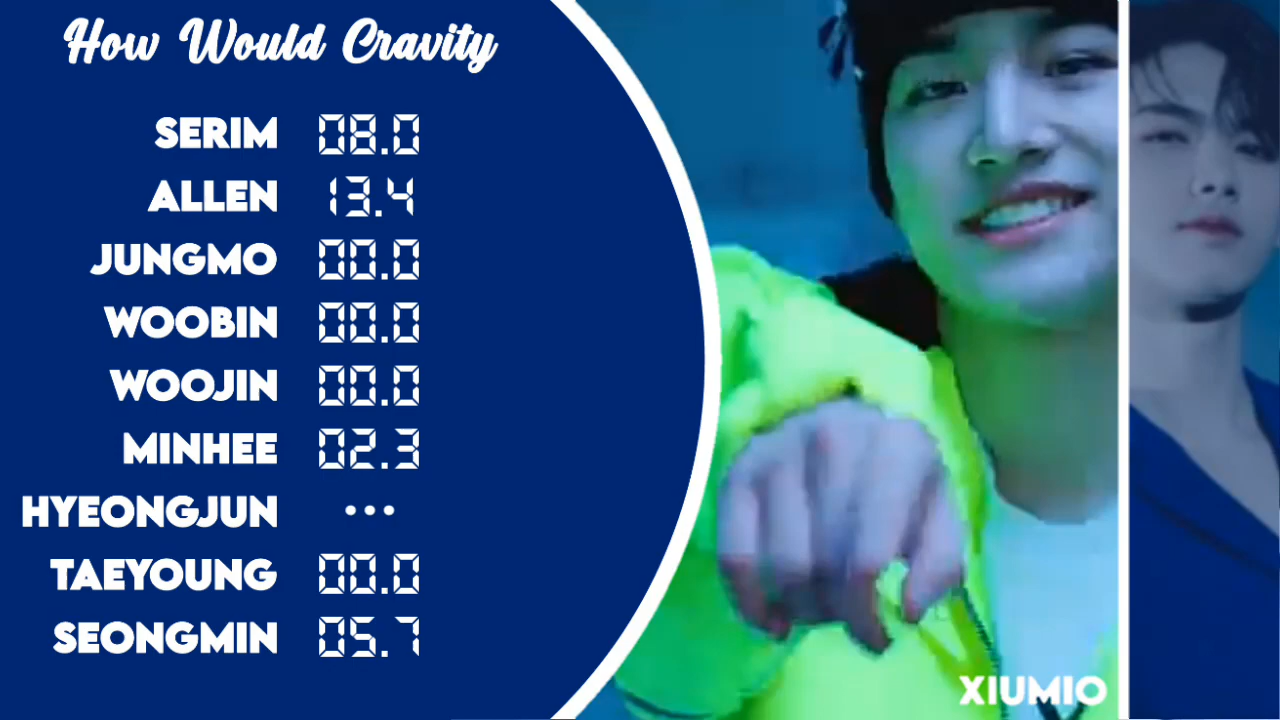 How Would Cravity
SERIM 08.0
ALLEN 13.4
JUNGMO 00.0
WOOBIN 00.0
WOOJIN 00.0
MINHEE 02.3
HYEONGJUN ...
TAEYOUNG 00.0
SEONGMIN 05.7
XIUMIO